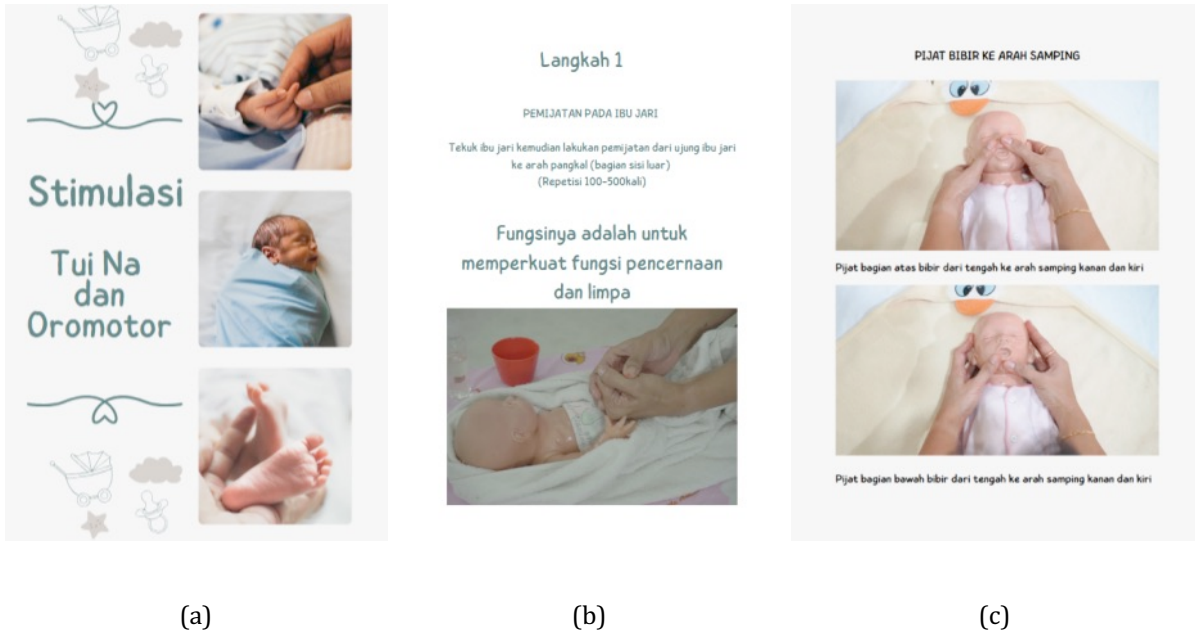 Stimulasi
Tui Na
dan
Oromotor
(a)
Langkah 1
PEMIJATAN PADA IBU JARI
Tekuk ibu jari kemudian lakukan pemijatan dari ujung ibu jari
ke arah pangkal (bagian sisi luar)
(Repetisi 100-500kali)
Fungsinya adalah untuk
memperkuat fungsi pencernaan
dan limpa
(b)
PIJAT BIBIR KE ARAH SAMPING
Pijat bagian atas bibir dari tengah ke arah samping kanan dan kiri
Pijat bagian bawah bibir dari tengah ke arah samping kanan dan kiri
(c)